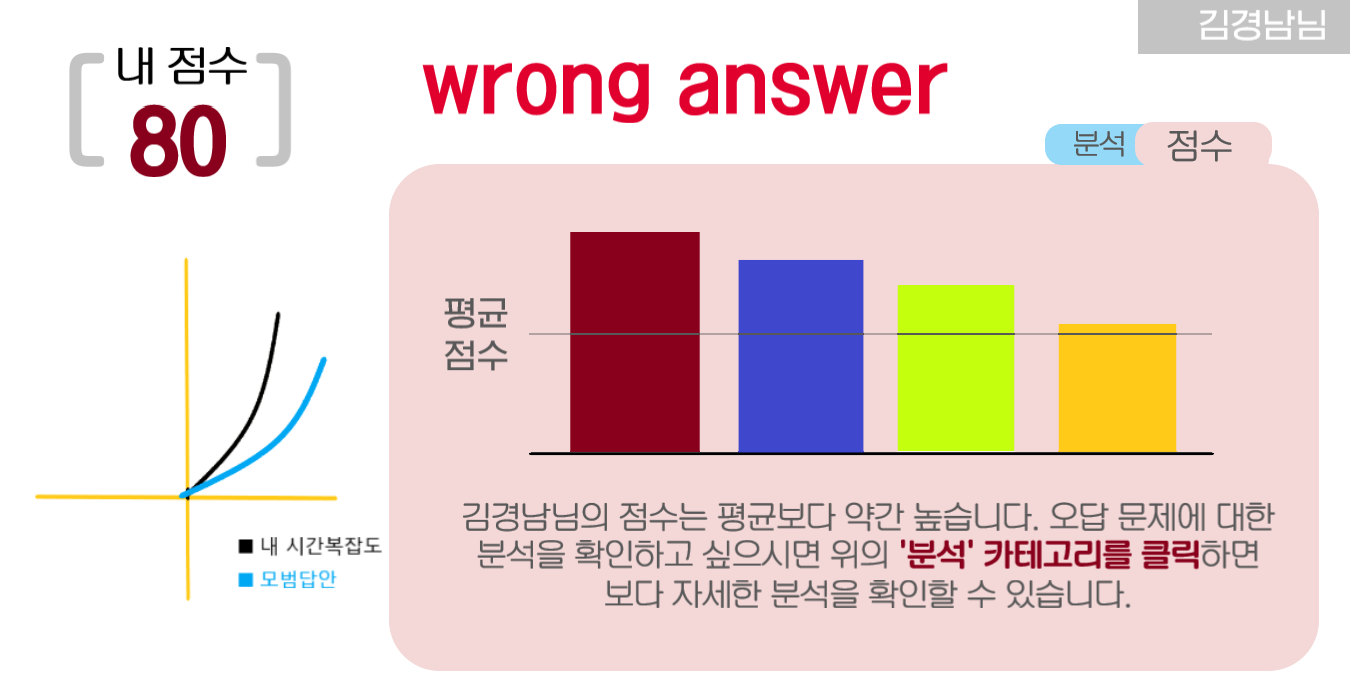 김경남님
내 점수
80
wrong answer
분석
점수
평균
점수
내 시간복잡도
모범답안
김경남님의 점수는 평균보다 약간 높습니다. 오답 문제에 대한
분석을 확인하고 싶으시면 위의 '분석' 카테고리를 클릭하면
보다 자세한 분석을 확인할 수 있습니다.